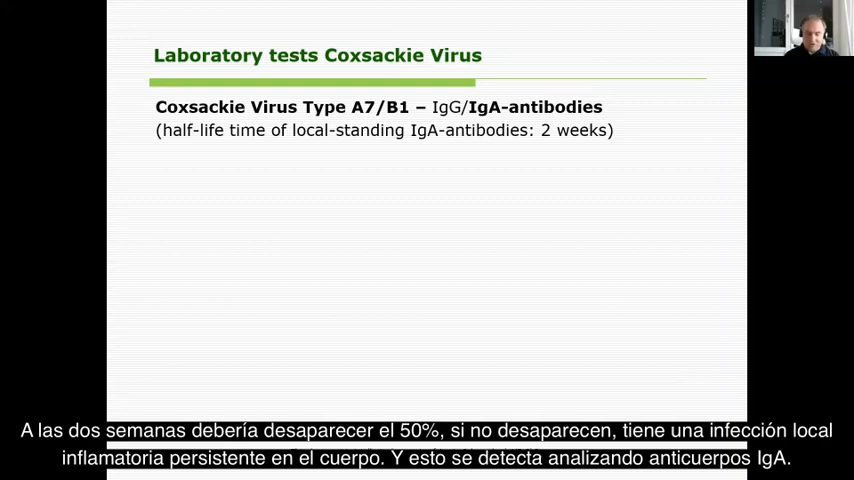 Laboratory tests Coxsackie Virus
Coxsackie Virus Type A7/B1 – IgG/IgA-antibodies
(half-life time of local-standing IgA-antibodies: 2 weeks)
A las dos semanas debería desaparecer el 50%, si no desaparecen, tiene una infección local
inflamatoria persistente en el cuerpo. Y esto se detecta analizando anticuerpos IgA.